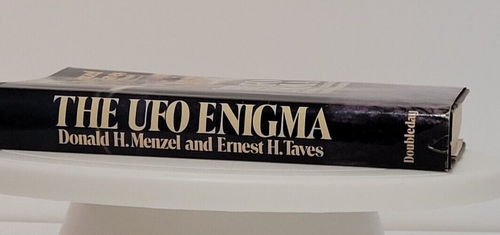 THE UFO ENIGMA
Donald H. Menzel and Ernest H. Taves
Doubleday